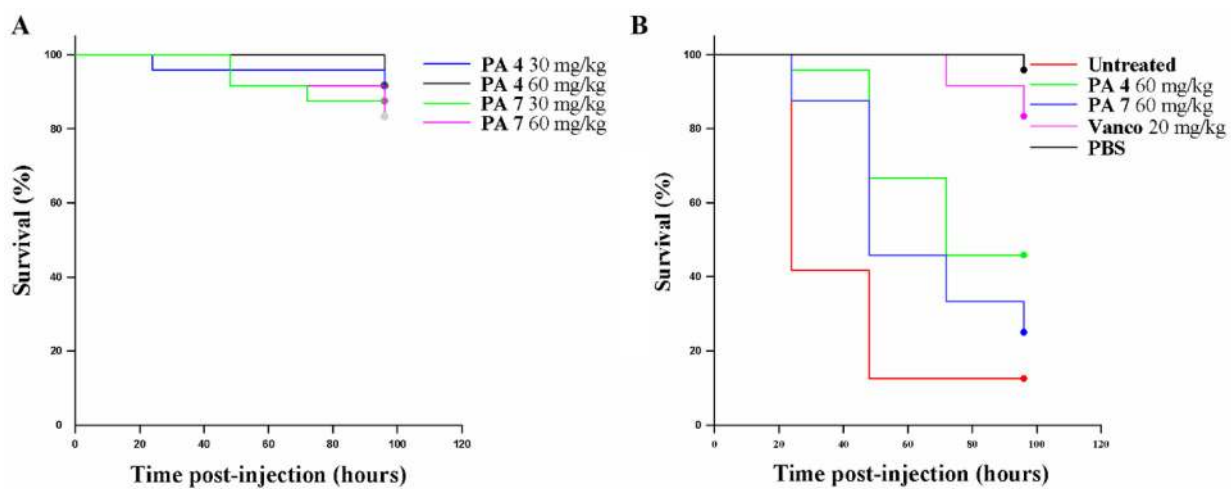 A
Survival (%)
100
80
60
40
20
0
0 20 40 60 80 100 120
Time post-injection (hours)
PA 4 30 mg/kg
PA 4 60 mg/kg
PA 7 30 mg/kg
PA 7 60 mg/kg
B
Survival (%)
100
80
60
40
20
0
0 20 40 60 80 100 120
Time post-injection (hours)
Untreated
PA 4 60 mg/kg
PA 7 60 mg/kg
Vanco 20 mg/kg
PBS